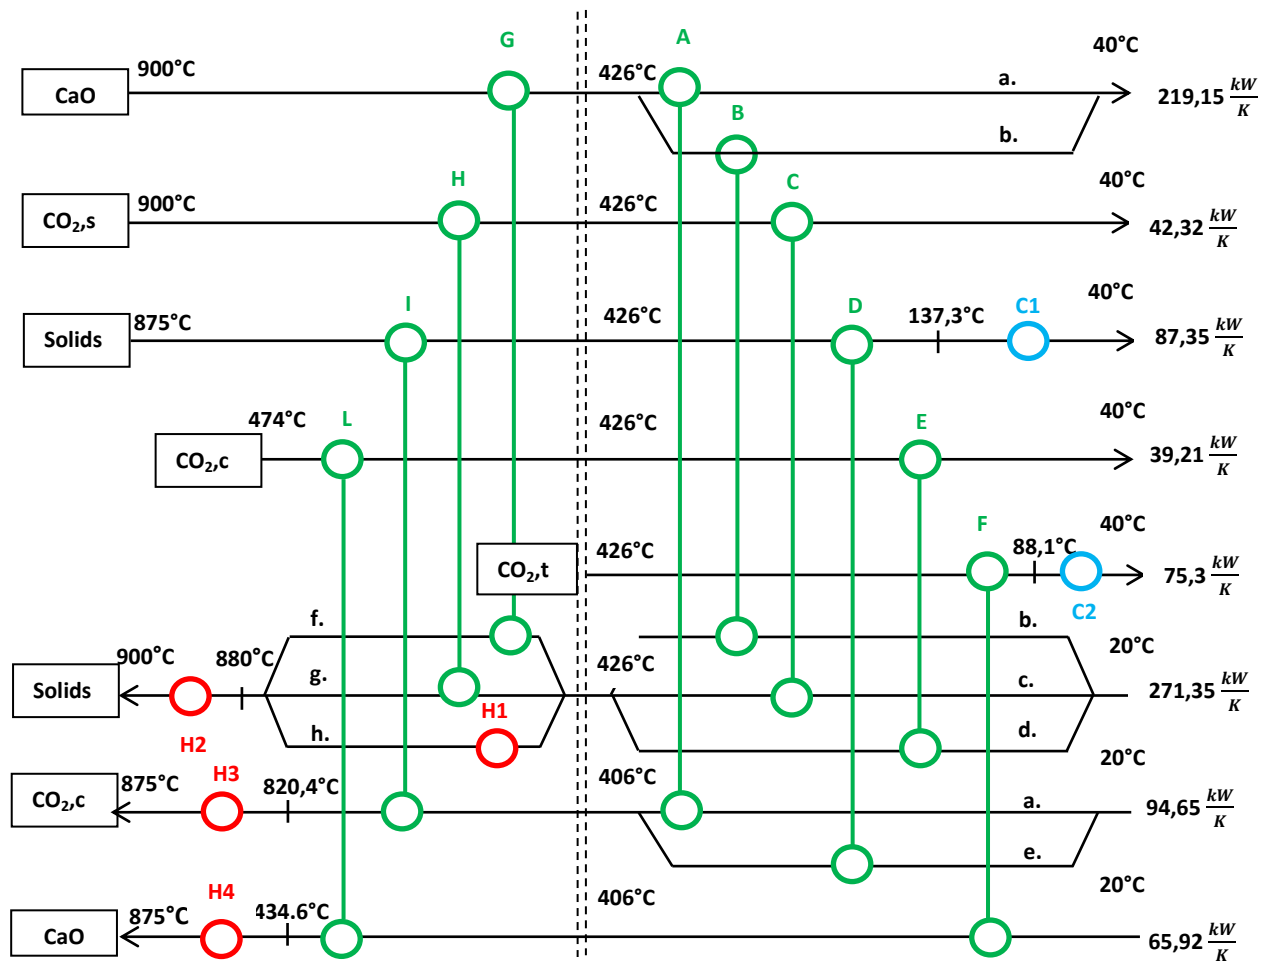 G
A
40°C
900°C
426°C
a.
CaO
219,15 kW/K
B
b.
H
C
40°C
900°C
426°C
CO₂,s
42,32 kW/K
I
D
40°C
875°C
426°C
137,3°C
C1
Solids
87,35 kW/K
474°C
L
426°C
E
40°C
CO₂,c
39,21 kW/K
F
40°C
426°C
88,1°C
CO₂,t
75,3 kW/K
C2
f.
b.
900°C
880°C
426°C
20°C
g.
c.
Solids
271,35 kW/K
H1
h.
d.
H2
20°C
H3
406°C
875°C
820,4°C
a.
CO₂,c
94,65 kW/K
e.
H4
406°C
20°C
875°C
434.6°C
CaO
65,92 kW/K